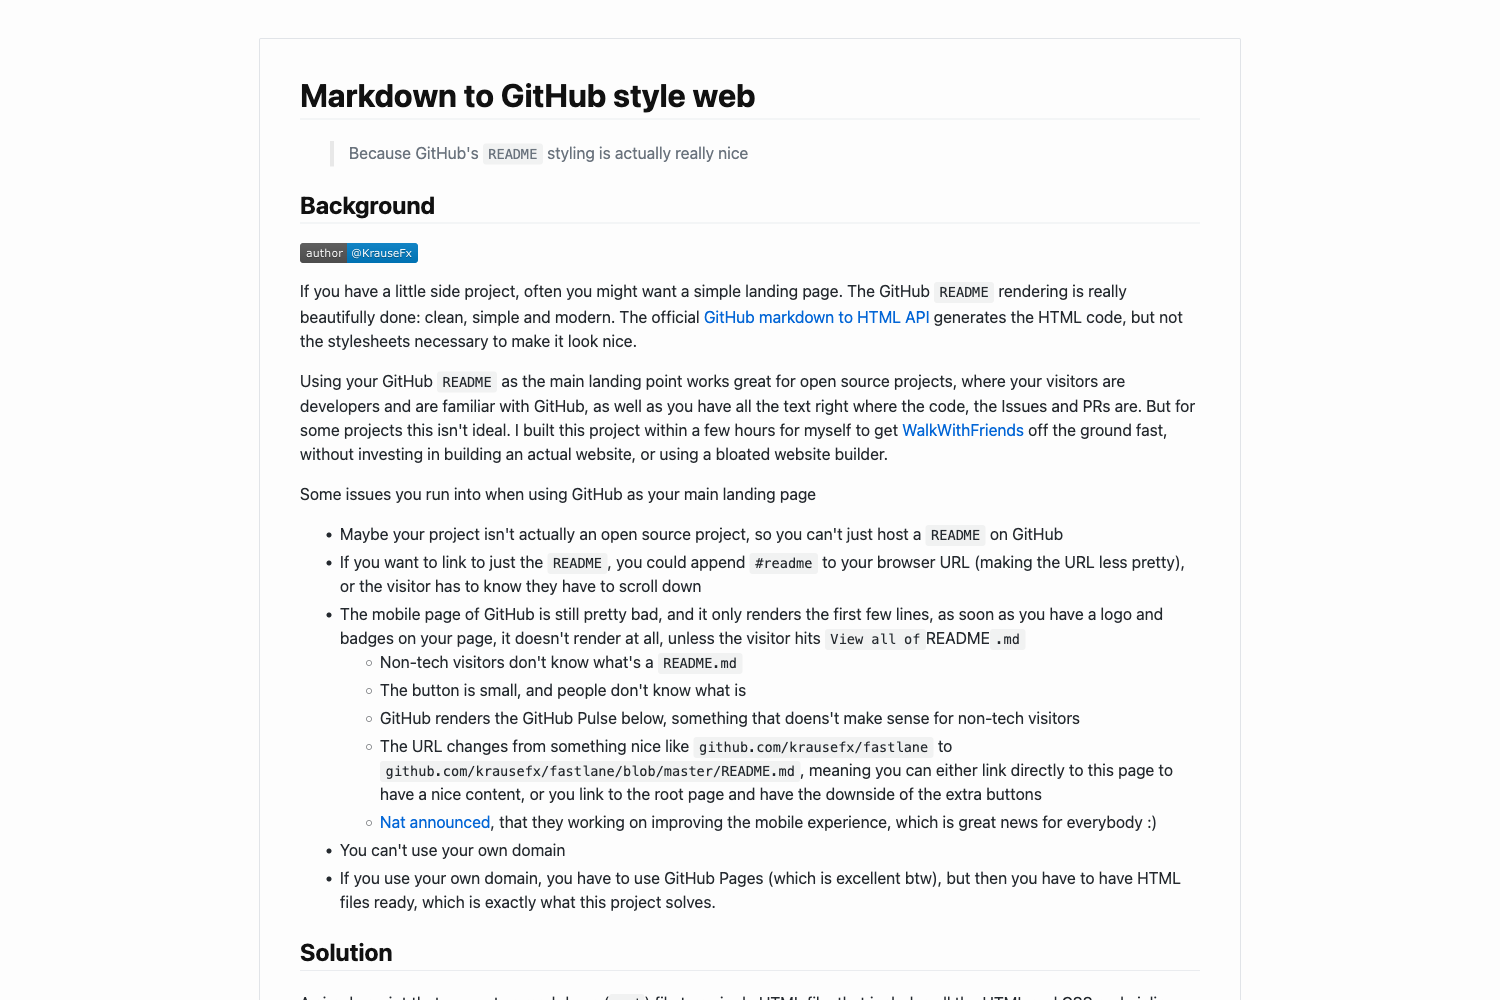 Markdown to GitHub style web
Because GitHub's README styling is actually really nice
Background
author @KrauseFx
If you have a little side project, often you might want a simple landing page. The GitHub README rendering is really
beautifully done: clean, simple and modern. The official GitHub markdown to HTML API generates the HTML code, but not
the stylesheets necessary to make it look nice.
Using your GitHub README as the main landing point works great for open source projects, where your visitors are
developers and are familiar with GitHub, as well as you have all the text right where the code, the Issues and PRs are. But for
some projects this isn't ideal. I built this project within a few hours for myself to get WalkWithFriends off the ground fast,
without investing in building an actual website, or using a bloated website builder.
Some issues you run into when using GitHub as your main landing page
• Maybe your project isn't actually an open source project, so you can't just host a README on GitHub
• If you want to link to just the README , you could append #readme to your browser URL (making the URL less pretty),
or the visitor has to know they have to scroll down
• The mobile page of GitHub is still pretty bad, and it only renders the first few lines, as soon as you have a logo and
badges on your page, it doesn't render at all, unless the visitor hits View all of README .md
○ Non-tech visitors don't know what's a README.md
○ The button is small, and people don't know what is
○ GitHub renders the GitHub Pulse below, something that doens't make sense for non-tech visitors
○ The URL changes from something nice like github.com/krausefx/fastlane to
github.com/krausefx/fastlane/blob/master/README.md , meaning you can either link directly to this page to
have a nice content, or you link to the root page and have the downside of the extra buttons
○ Nat announced, that they working on improving the mobile experience, which is great news for everybody :)
• You can't use your own domain
• If you use your own domain, you have to use GitHub Pages (which is excellent btw), but then you have to have HTML
files ready, which is exactly what this project solves.
Solution